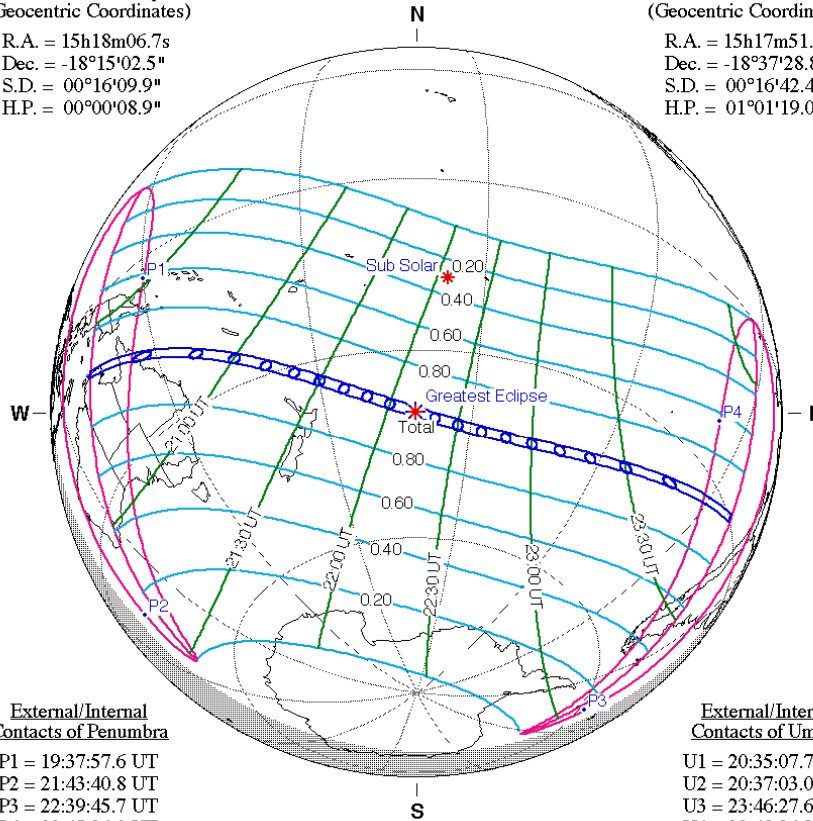 Geocentric Coordinates)
R.A. = 15h18m06.7s
Dec. = -18°15'02.5"
S.D. = 00°16'09.9"
H.P. = 00°00'08.9"
N
(Geocentric Coordin
R.A. = 15h17m51.
Dec. = -18°37'28.8
S.D. = 00°16'42.4
H.P. = 01°01'19.0
P1
Sub Solar
0.20
0.40
0.60
0.80
Greatest Eclipse
Total
W
P4
0.80
0.60
0.40
0.20
21:00 UT
21:30 UT
22:00 UT
22:30 UT
23:00 UT
23:30 UT
P2
P3
S
External/Internal
Contacts of Penumbra
P1 = 19:37:57.6 UT
P2 = 21:43:40.8 UT
P3 = 22:39:45.7 UT
External/Inter
Contacts of Um
U1 = 20:35:07.7
U2 = 20:37:03.0
U3 = 23:46:27.6